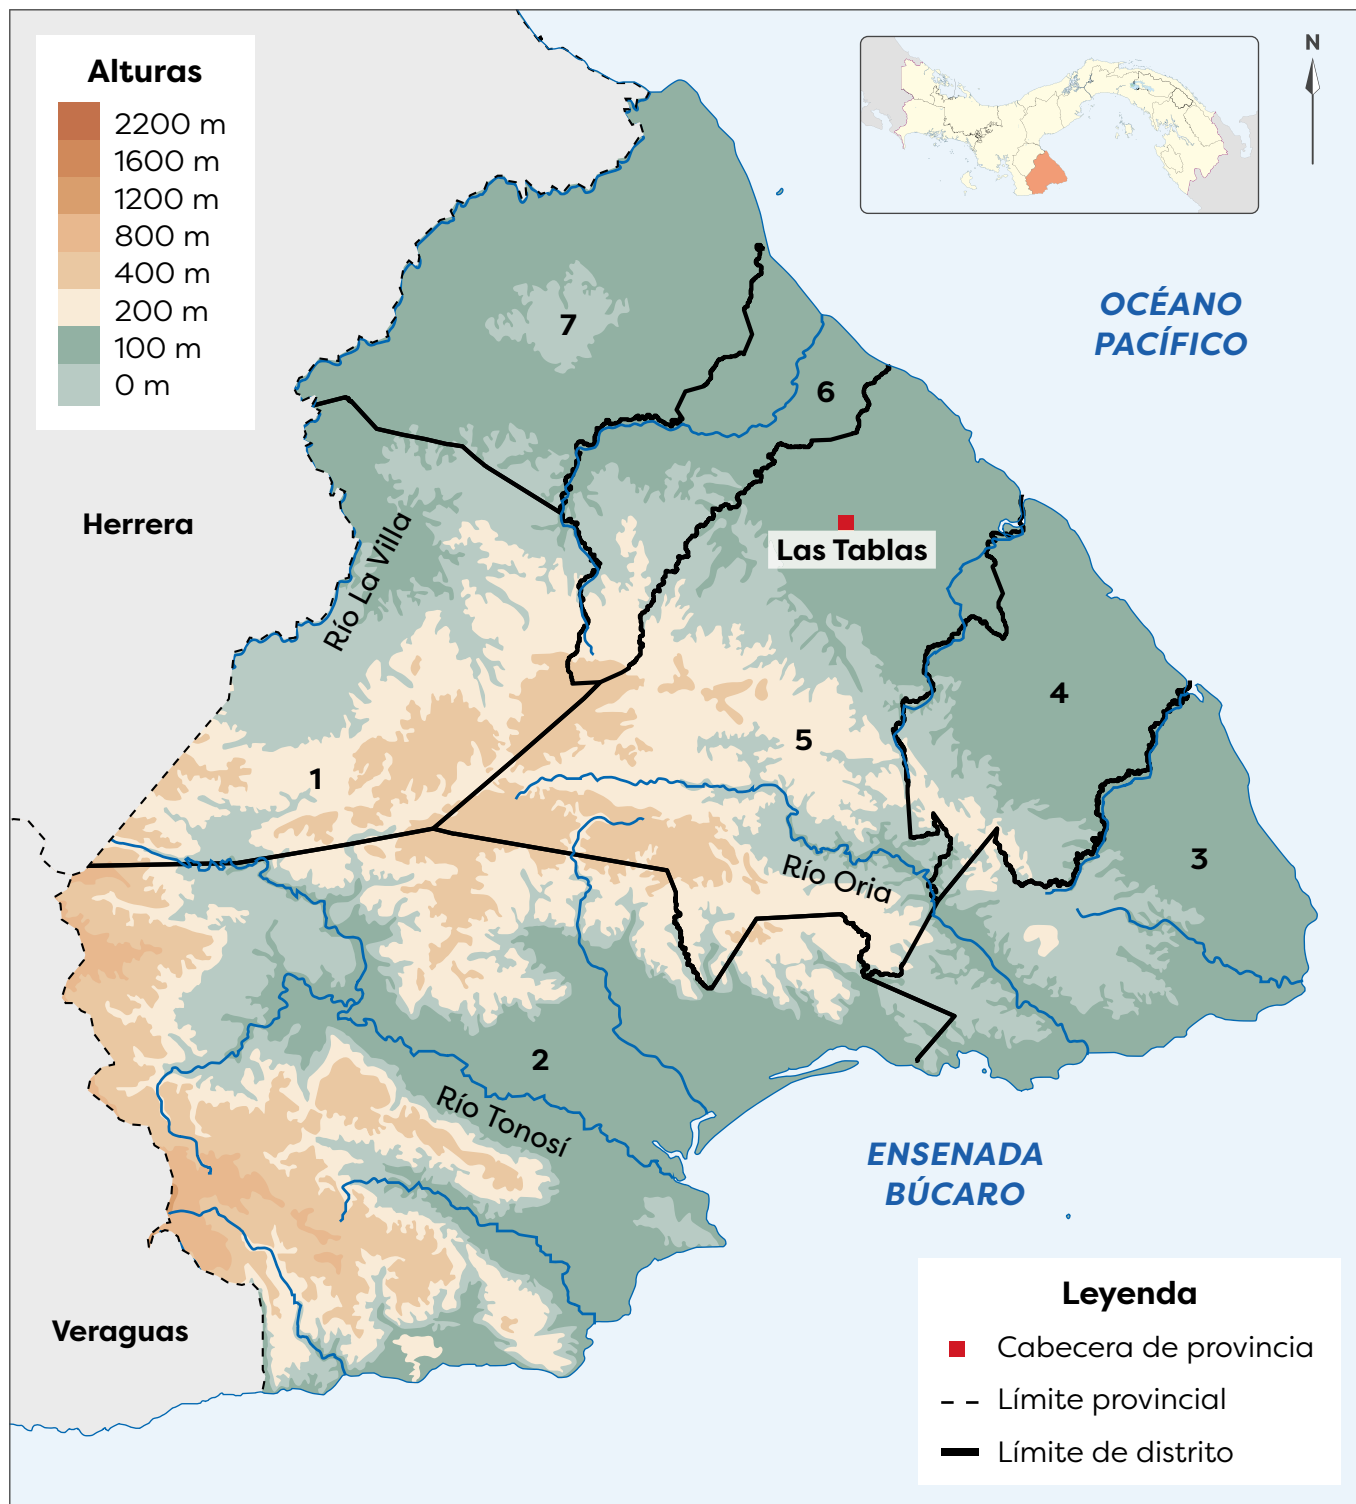 Alturas
2200 m
1600 m
1200 m
800 m
400 m
200 m
100 m
0 m
N
OCÉANO
PACÍFICO
7
6
Herrera
Río La Villa
Las Tablas
4
5
1
3
Río Oria
2
Río Tonosí
ENSENADA
BÚCARO
Veraguas
Leyenda
Cabecera de provincia
Límite provincial
Límite de distrito